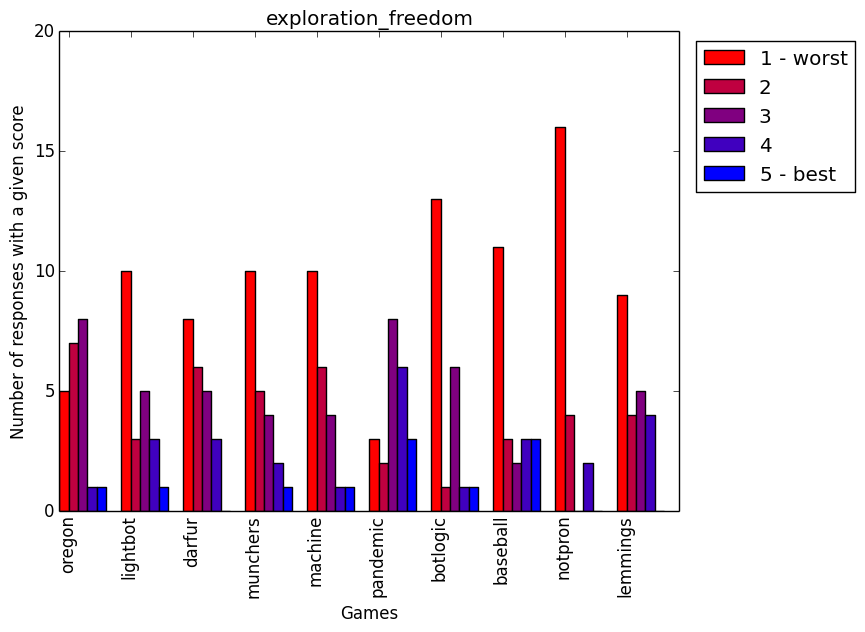 exploration_freedom
20
15
10
5
0
Number of responses with a given score
oregon
lightbot
darfur
munchers
machine
pandemic
botlogic
baseball
notpron
lemmings
Games
1 - worst
2
3
4
5 - best